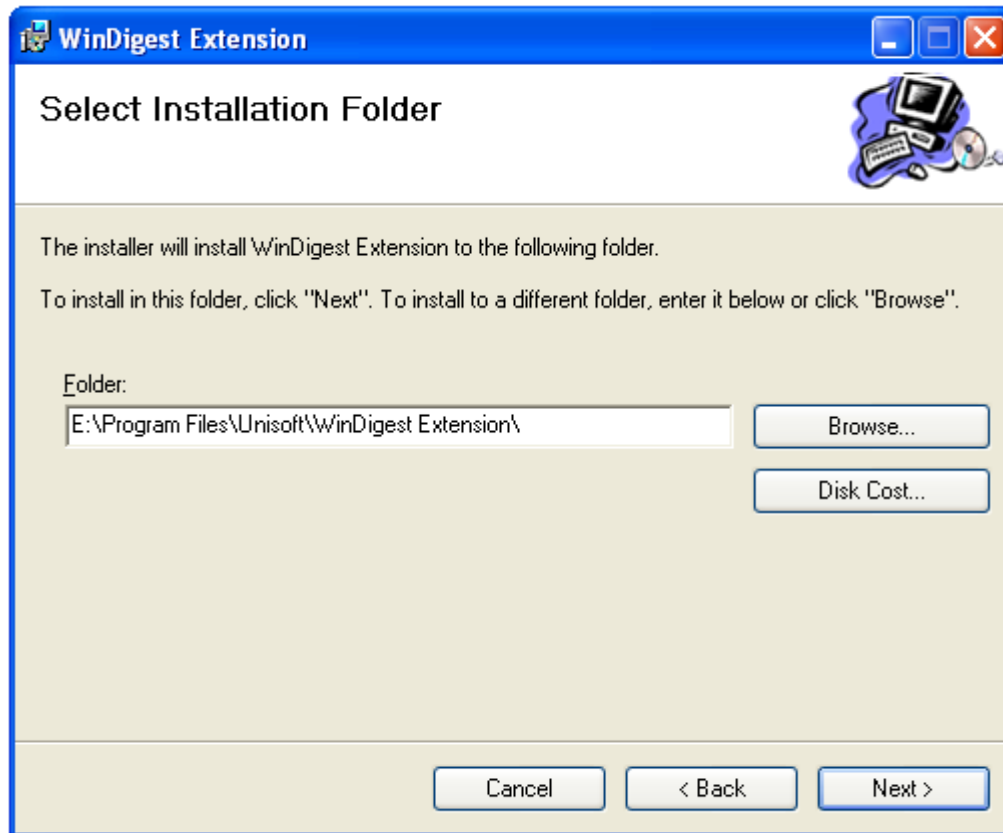 WinDigest Extension
Select Installation Folder
The installer will install WinDigest Extension to the following folder.
To install in this folder, click "Next". To install to a different folder, enter it below or click "Browse".
Folder:
E:\Program Files\Unisoft\WinDigest Extension\
Browse...
Disk Cost...
Cancel
< Back
Next >